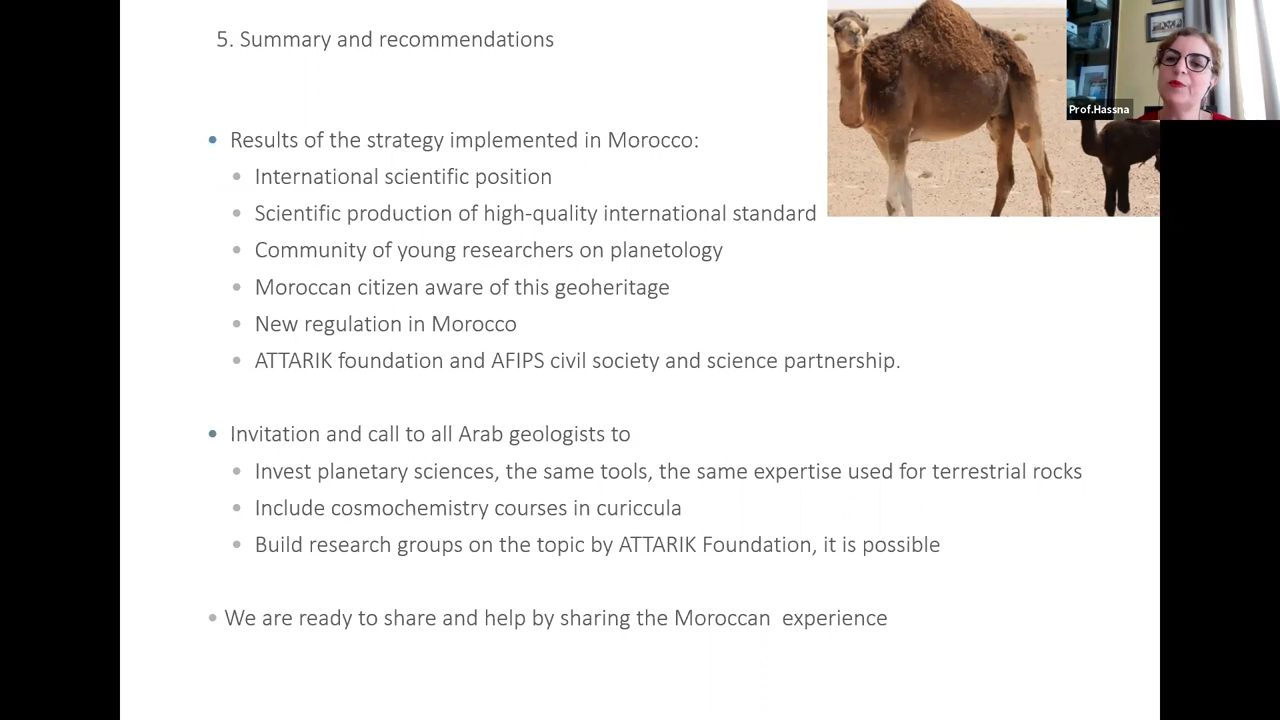 5. Summary and recommendations
Prof.Hassna
Results of the strategy implemented in Morocco:
International scientific position
Scientific production of high-quality international standard
Community of young researchers on planetology
Moroccan citizen aware of this geoheritage
New regulation in Morocco
ATTARIK foundation and AFIPS civil society and science partnership.
Invitation and call to all Arab geologists to
Invest planetary sciences, the same tools, the same expertise used for terrestrial rocks
Include cosmochemistry courses in curiccula
Build research groups on the topic by ATTARIK Foundation, it is possible
We are ready to share and help by sharing the Moroccan  experience